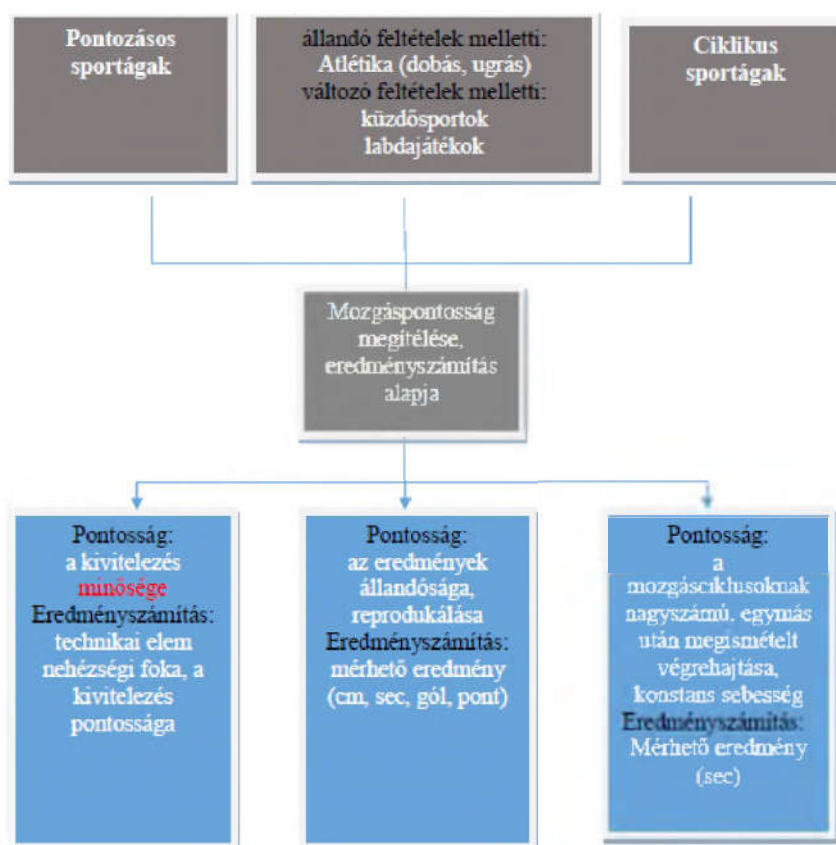 Pontozásos
sportágak
állandó feltételek melletti:
Atlétika (dobás, ugrás)
változó feltételek melletti:
küzdősportok
labdajátékok
Ciklikus
sportágak
Mozgáspontosság
megítélése,
eredményszámítás
alapja
Pontosság:
a kivitelezés
minősége
Eredményszámítás:
technikai elem
nehézségi foka, a
kivitelezés
pontossága
Pontosság:
az eredmények
állandósága,
reprodukálása
Eredményszámítás:
mérhető eredmény
(cm, sec, gól, pont)
Pontosság:
a
mozgásciklusoknak
nagyszámú, egymás
után megismételt
végrehajtása,
konstans sebesség
Eredményszámítás:
Mérhető eredmény
(sec)